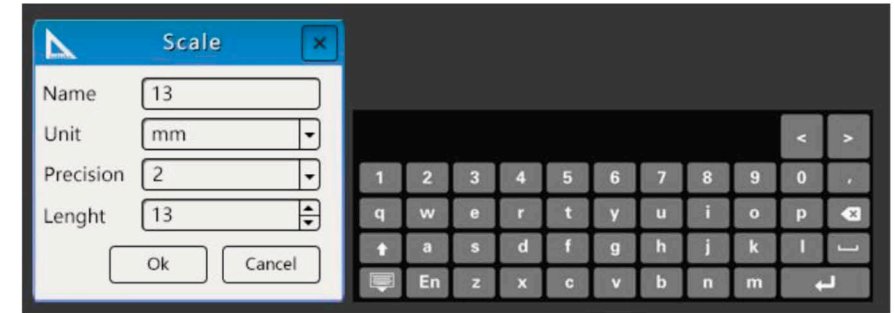 Scale
Name 13
Unit mm
Precision 2
Lenght 13
Ok Cancel
< >
1 2 3 4 5 6 7 8 9 0 ,
q w e r t y u i o p
a s d f g h j k l
En z x c v b n m